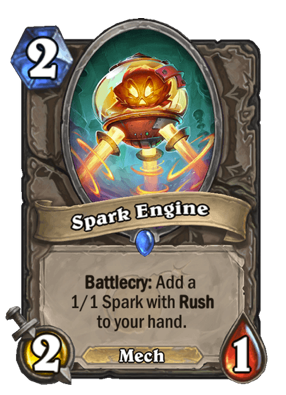 2
Spark Engine
Battlecry: Add a
1/1 Spark with Rush
to your hand.
2
Mech
1